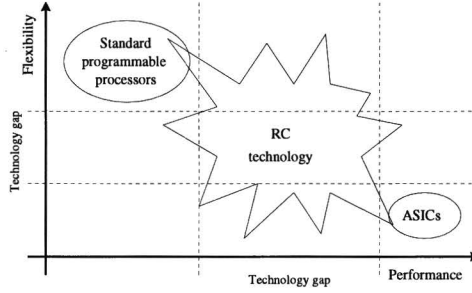 Flexibility
Standard
programmable
processors
Technology gap
RC
technology
ASICs
Technology gap
Performance